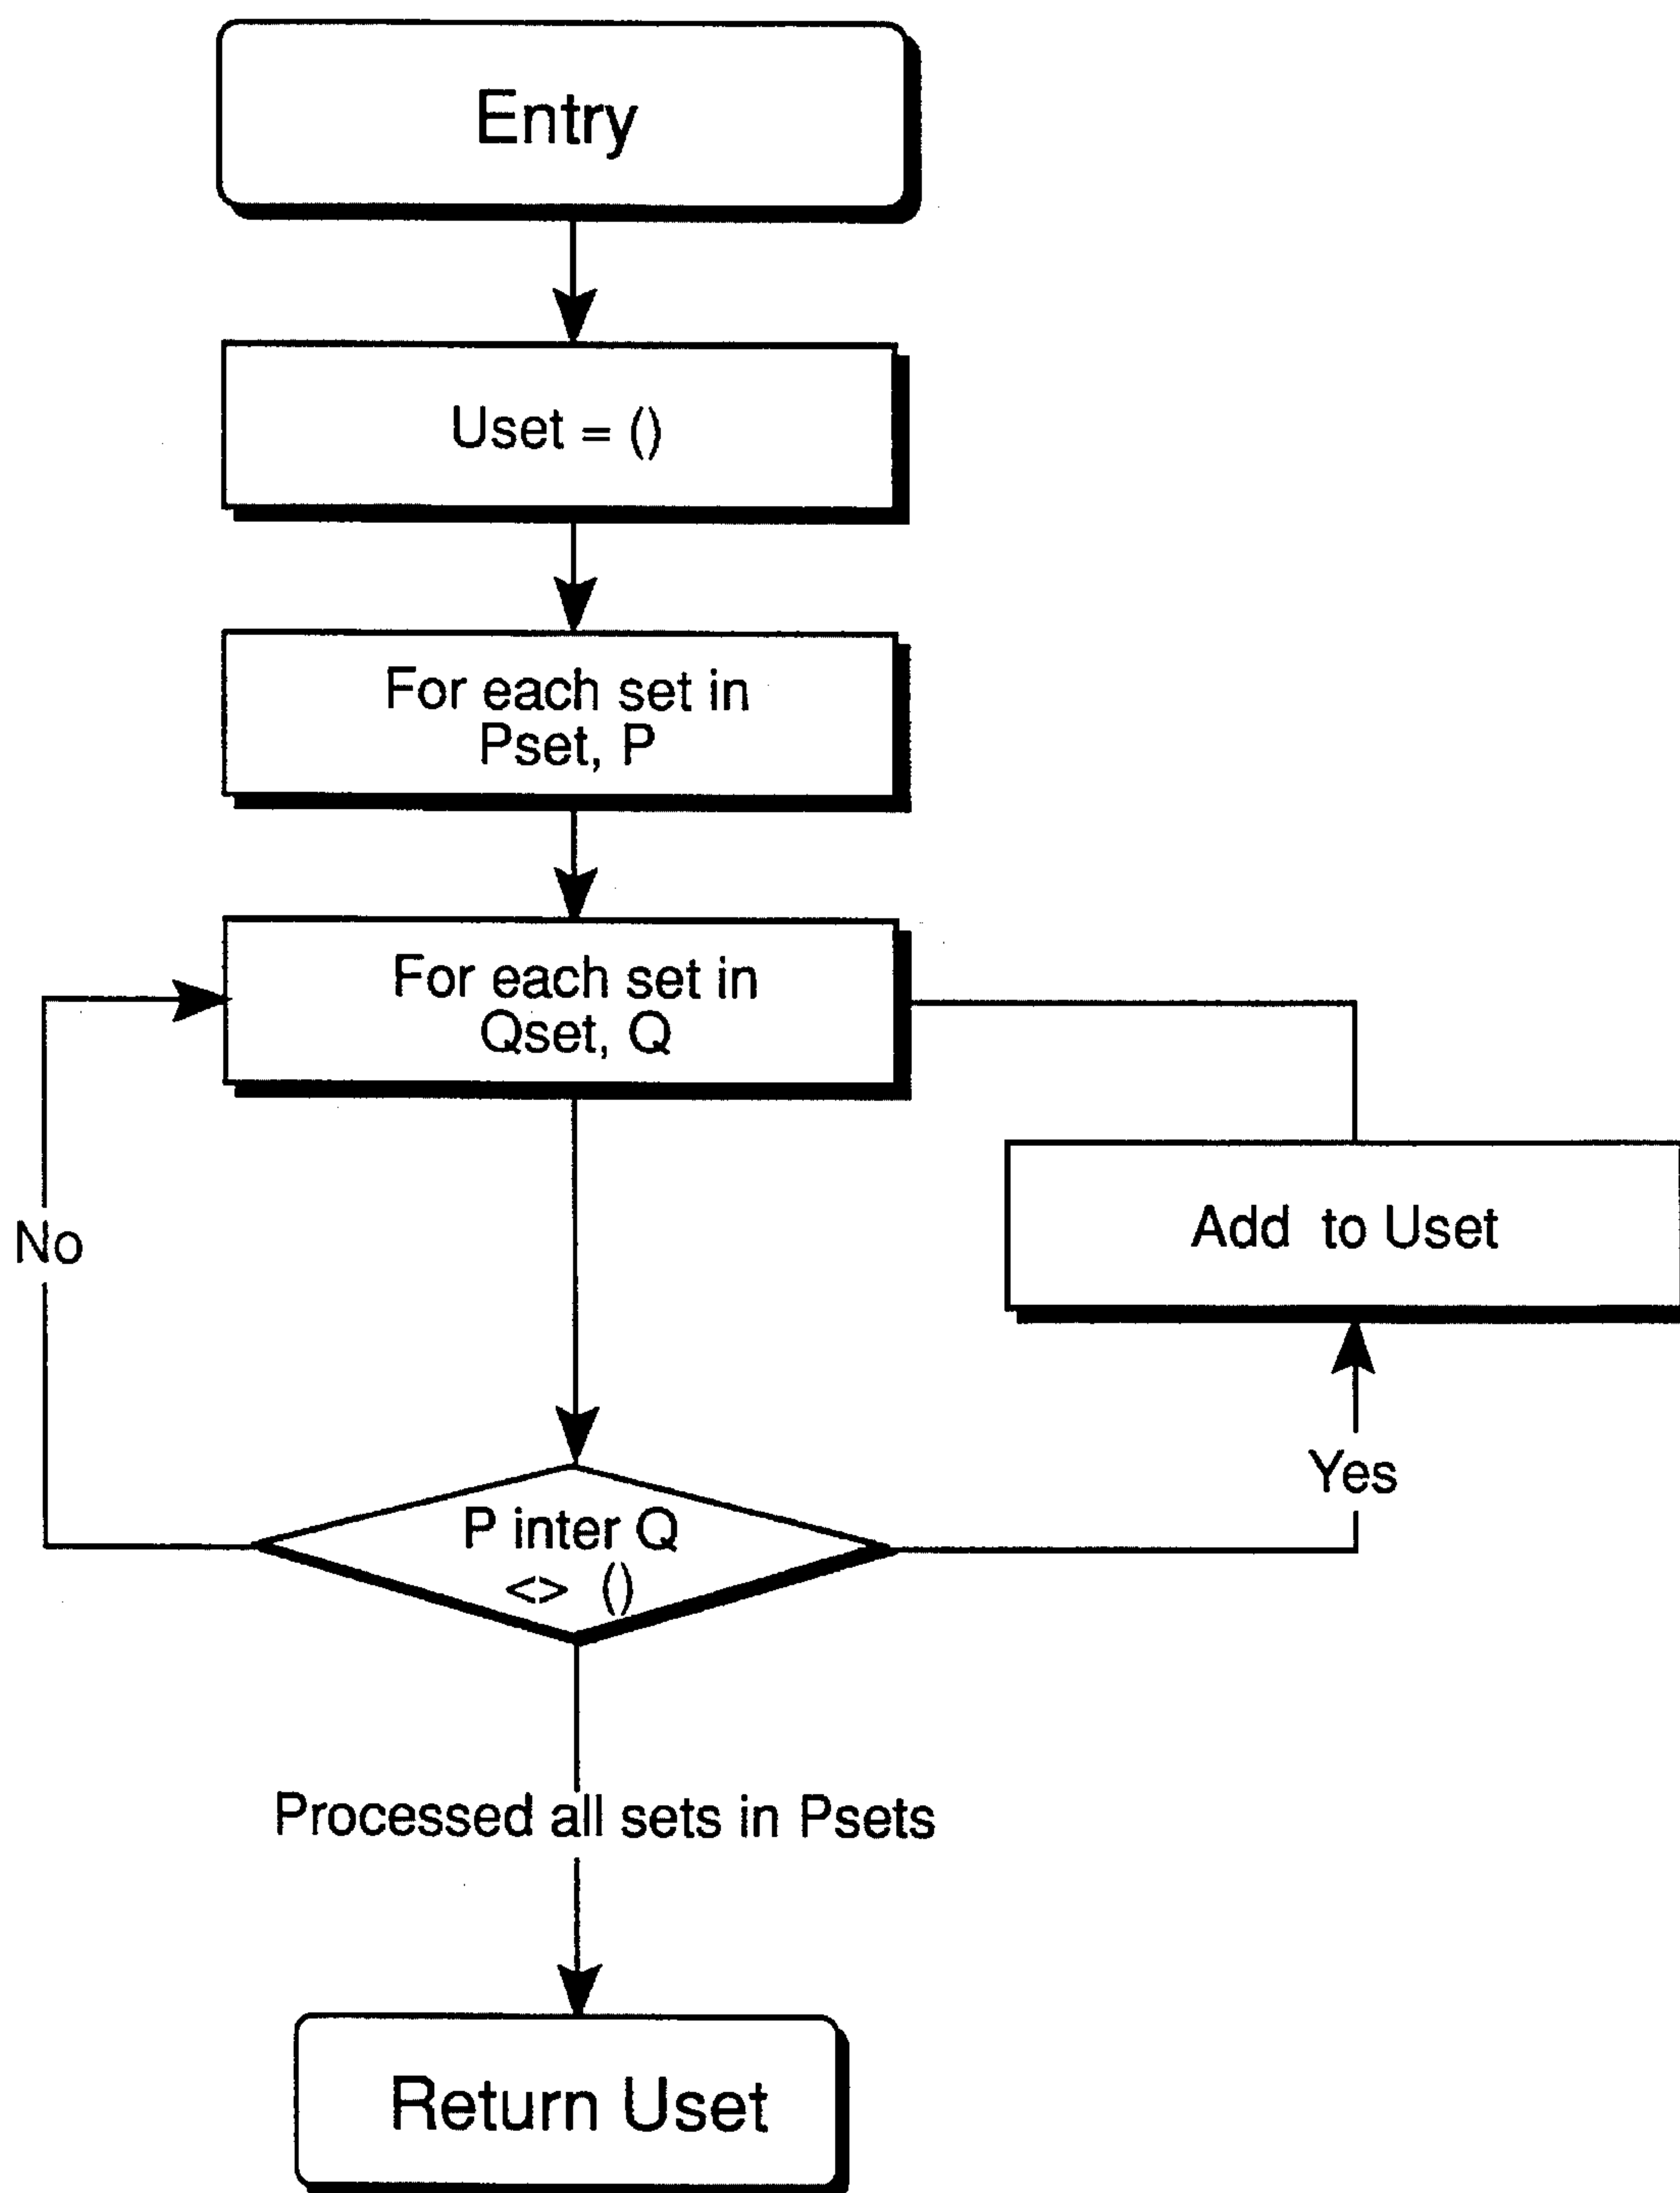 Entry
Uset = ()
For each set in
Pset, P
For each set in
Qset, Q
No
Add to Uset
Yes
P inter Q
<> ()
Processed all sets in Psets
Return Uset